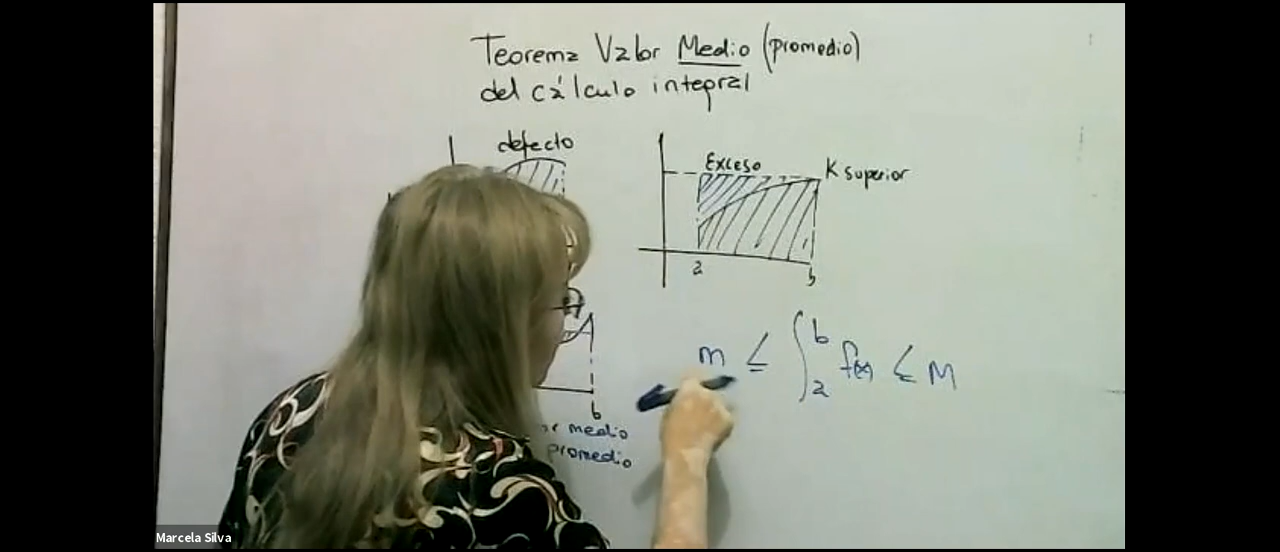 Teorema Valor Medio (promedio)
del cálculo integral
defecto
Exceso
K superior
a
b
m ≤ ∫ₐᵇ f(x) ≤ M
b
medio
promedio
Marcela Silva